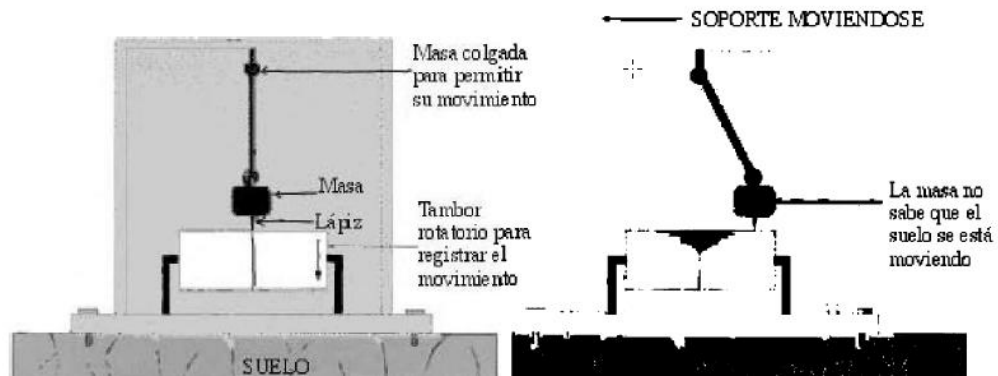 SOPORTE MOVIENDOSE
Masa colgada
para permitir
su movimiento
Masa
Lápiz
Tambor
rotatorio para
registrar el
movimiento
SUELO
La masa no
sabe que el
suelo se está
moviendo